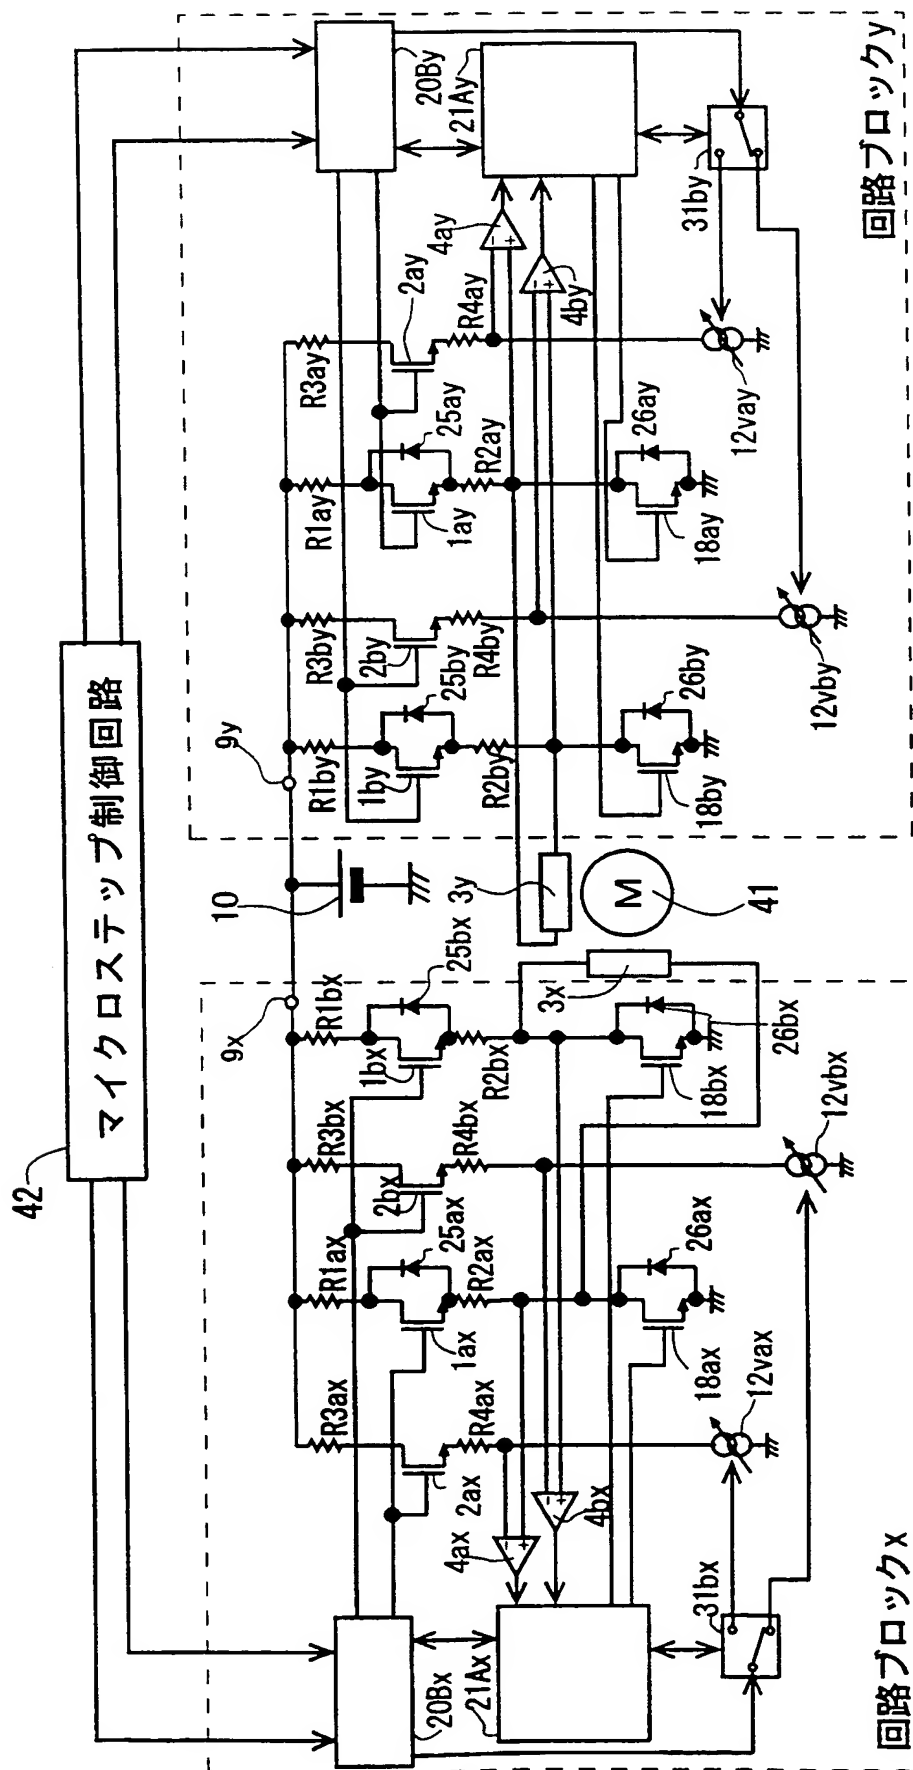 42
マイクロステップ制御回路
9x
10
9y
R3ax
R1ax
R3bx
R1bx
R1by
R3by
R1ay
R3ay
20Bx
2ax
1ax
25ax
2bx
1bx
25bx
1by
25by
2by
1ay
25ay
2ay
20By
R4ax
R2ax
R4bx
R2bx
R2by
R4by
R2ay
R4ay
21Ax
4ax
4bx
3x
3y
M
41
4by
4ay
21Ay
18ax
26ax
18bx
26bx
18by
26by
18ay
26ay
31bx
12vax
12vbx
12vby
12vay
31by
回路ブロックx
回路ブロックy